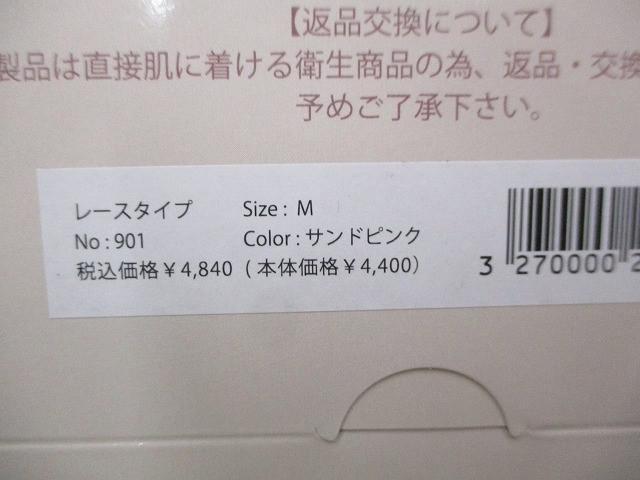 【返品交換について】
製品は直接肌に着ける衛生商品の為、返品・交換
予めご了承下さい。
レースタイプ Size : M
No : 901 Color : サンドピンク
税込価格￥4,840 ( 本体価格￥4,400）
3 270000 2